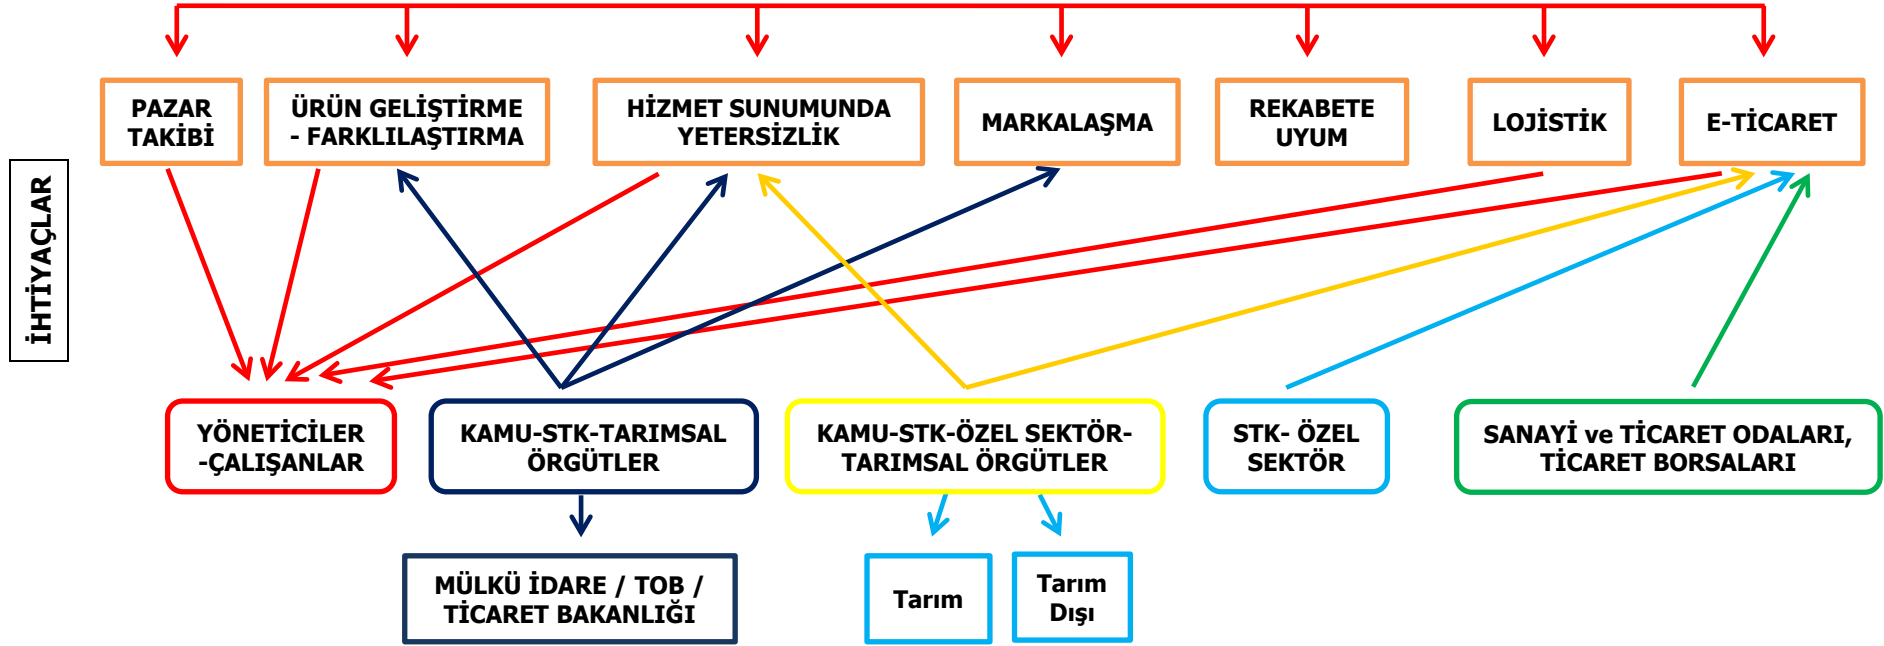 PAZAR
TAKİBİ
ÜRÜN GELİŞTİRME
- FARKLILAŞTIRMA
HİZMET SUNUMUNDA
YETERSİZLİK
MARKALAŞMA
REKABETE
UYUM
LOJİSTİK
E-TİCARET
İHTİYAÇLAR
YÖNETİCİLER
-ÇALIŞANLAR
KAMU-STK-TARIMSAL
ÖRGÜTLER
KAMU-STK-ÖZEL SEKTÖR-
TARIMSAL ÖRGÜTLER
STK- ÖZEL
SEKTÖR
SANAYİ ve TİCARET ODALARI,
TİCARET BORSALARI
MÜLKÜ İDARE / TOB /
TİCARET BAKANLIĞI
Tarım
Tarım
Dışı